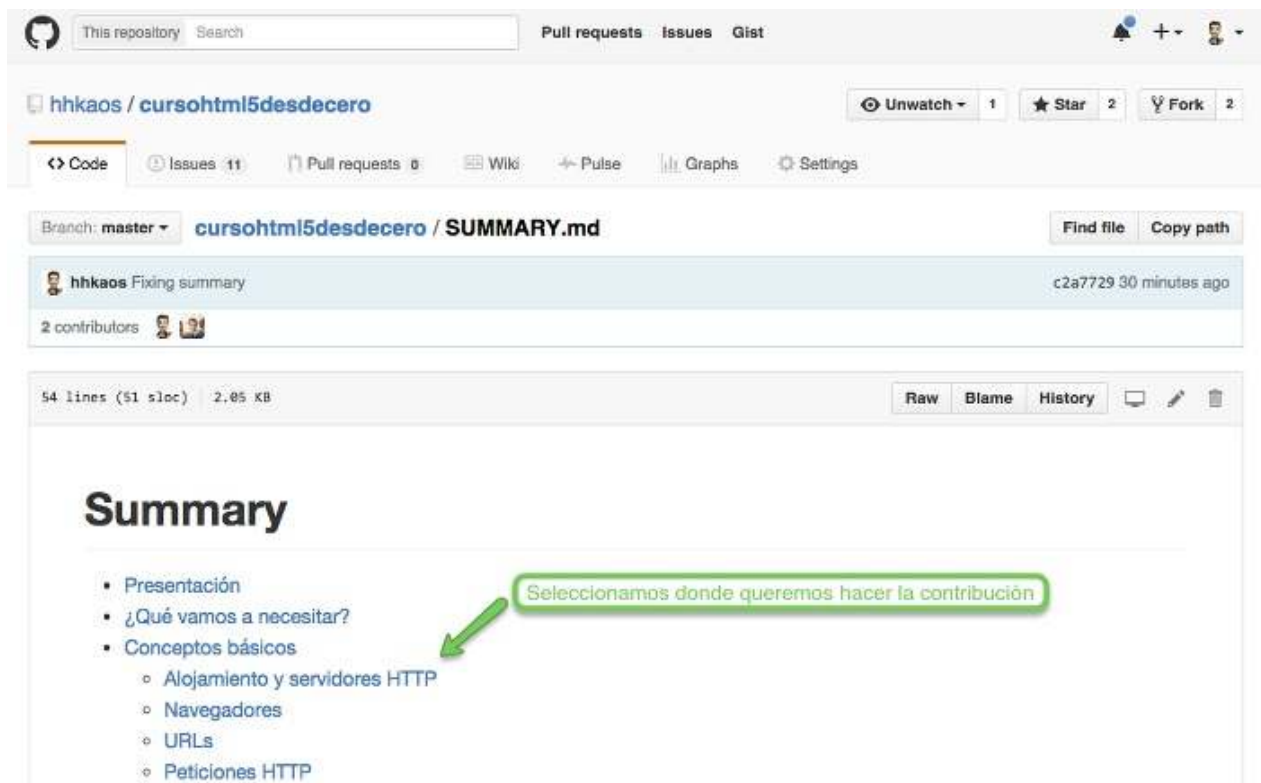 This repository Search Pull requests Issues Gist
hhkaos / cursohtml5desdecero Unwatch 1 Star 2 Fork 2
Code Issues 11 Pull requests 0 Wiki Pulse Graphs Settings
Branch: master cursohtml5desdecero / SUMMARY.md Find file Copy path
hhkaos Fixing summary c2a7729 30 minutes ago
2 contributors
54 lines (51 sloc) 2.05 KB Raw Blame History
Summary
Presentación
Seleccionamos donde queremos hacer la contribución
¿Qué vamos a necesitar?
Conceptos básicos
Alojamiento y servidores HTTP
Navegadores
URLs
Peticiones HTTP